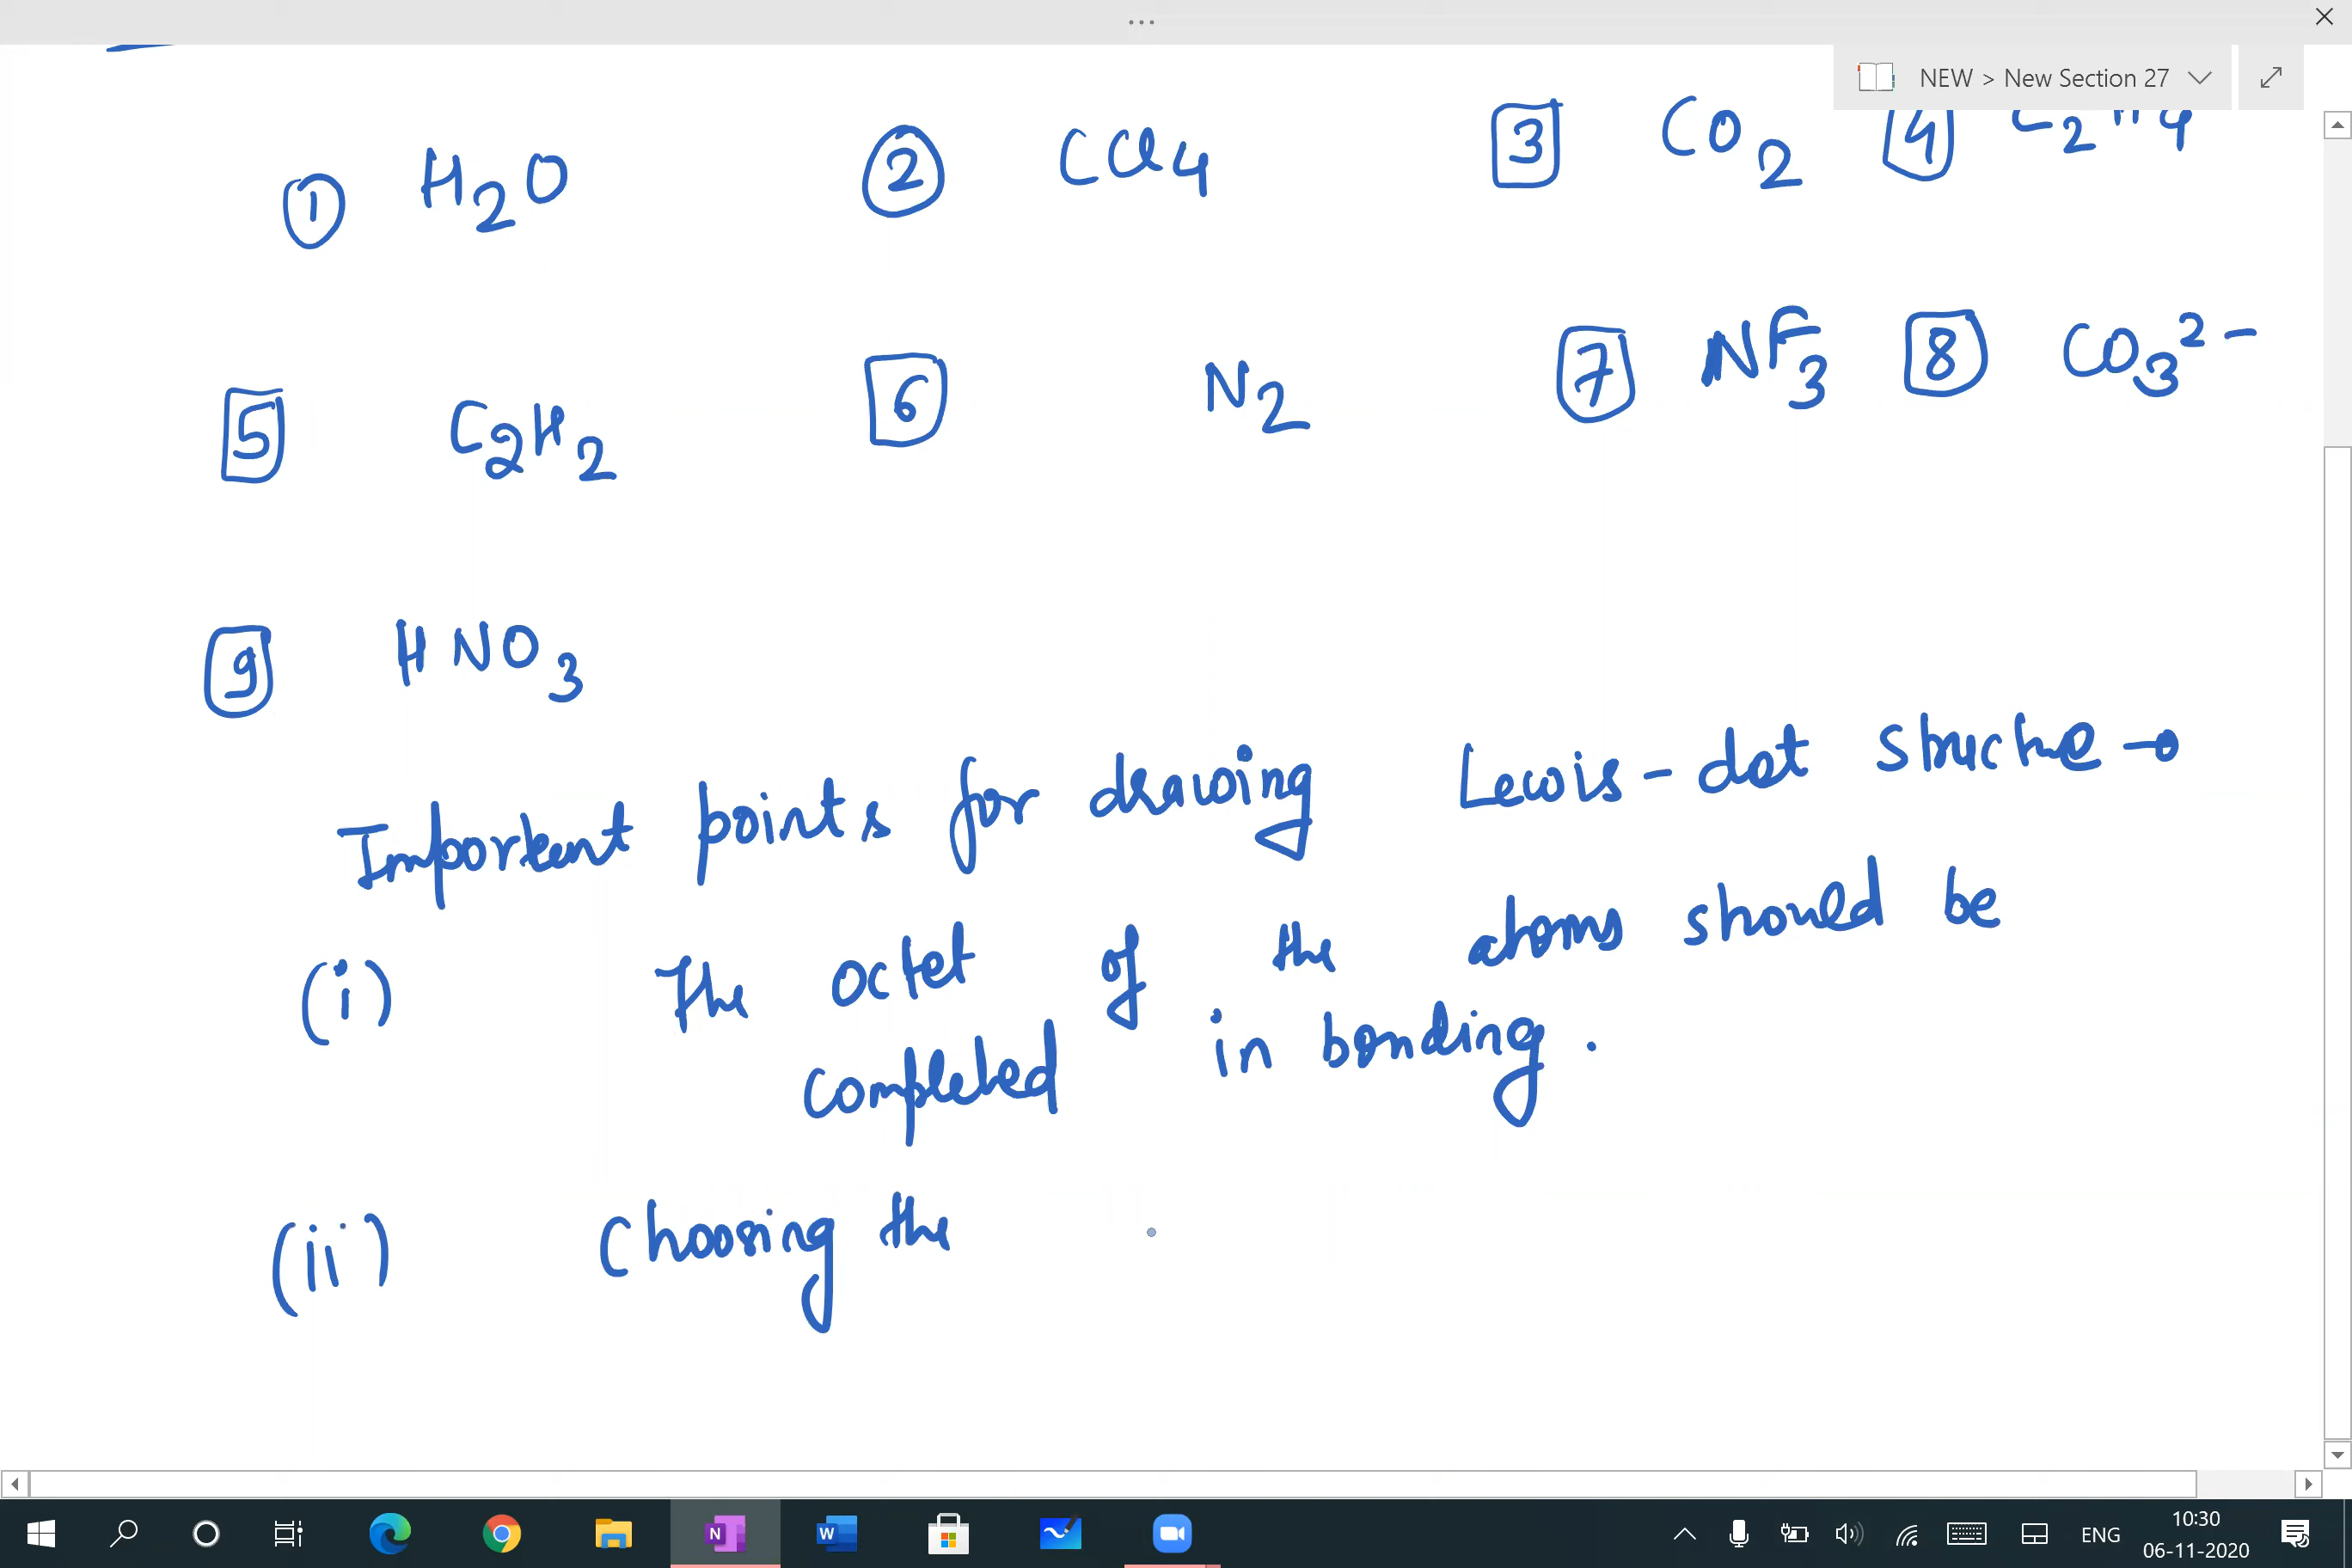 ...
NEW > New Section 27
① H₂O ② CCl₄ 3 CO₂ 4 C₂H₄
5 C₂H₂ 6 N₂ 7 NF₃ 8 CO₃²⁻
9 HNO₃
Important points for drawing Lewis-dot structure →
(i) The octet of the atoms should be
completed in bonding.
(ii) Choosing the
ENG
10:30
06-11-2020